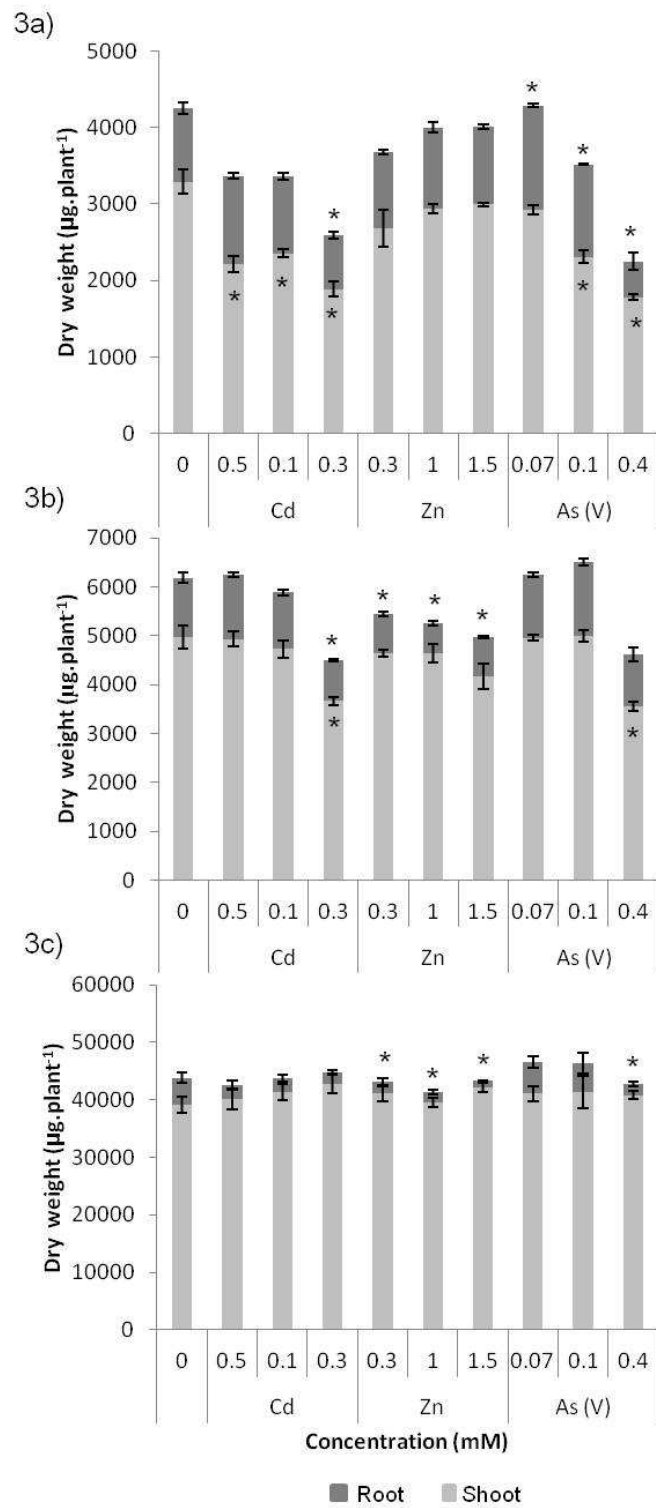 3a)
Dry weight (µg.plant⁻¹)
5000
4000
3000
2000
1000
0
* * * * * * * * *
0 0.5 0.1 0.3 0.3 1 1.5 0.07 0.1 0.4
Cd Zn As (V)
3b)
Dry weight (µg.plant⁻¹)
7000
6000
5000
4000
3000
2000
1000
0
* * * * * *
0 0.5 0.1 0.3 0.3 1 1.5 0.07 0.1 0.4
Cd Zn As (V)
3c)
Dry weight (µg.plant⁻¹)
60000
50000
40000
30000
20000
10000
0
* * * *
0 0.5 0.1 0.3 0.3 1 1.5 0.07 0.1 0.4
Cd Zn As (V)
Concentration (mM)
Root Shoot